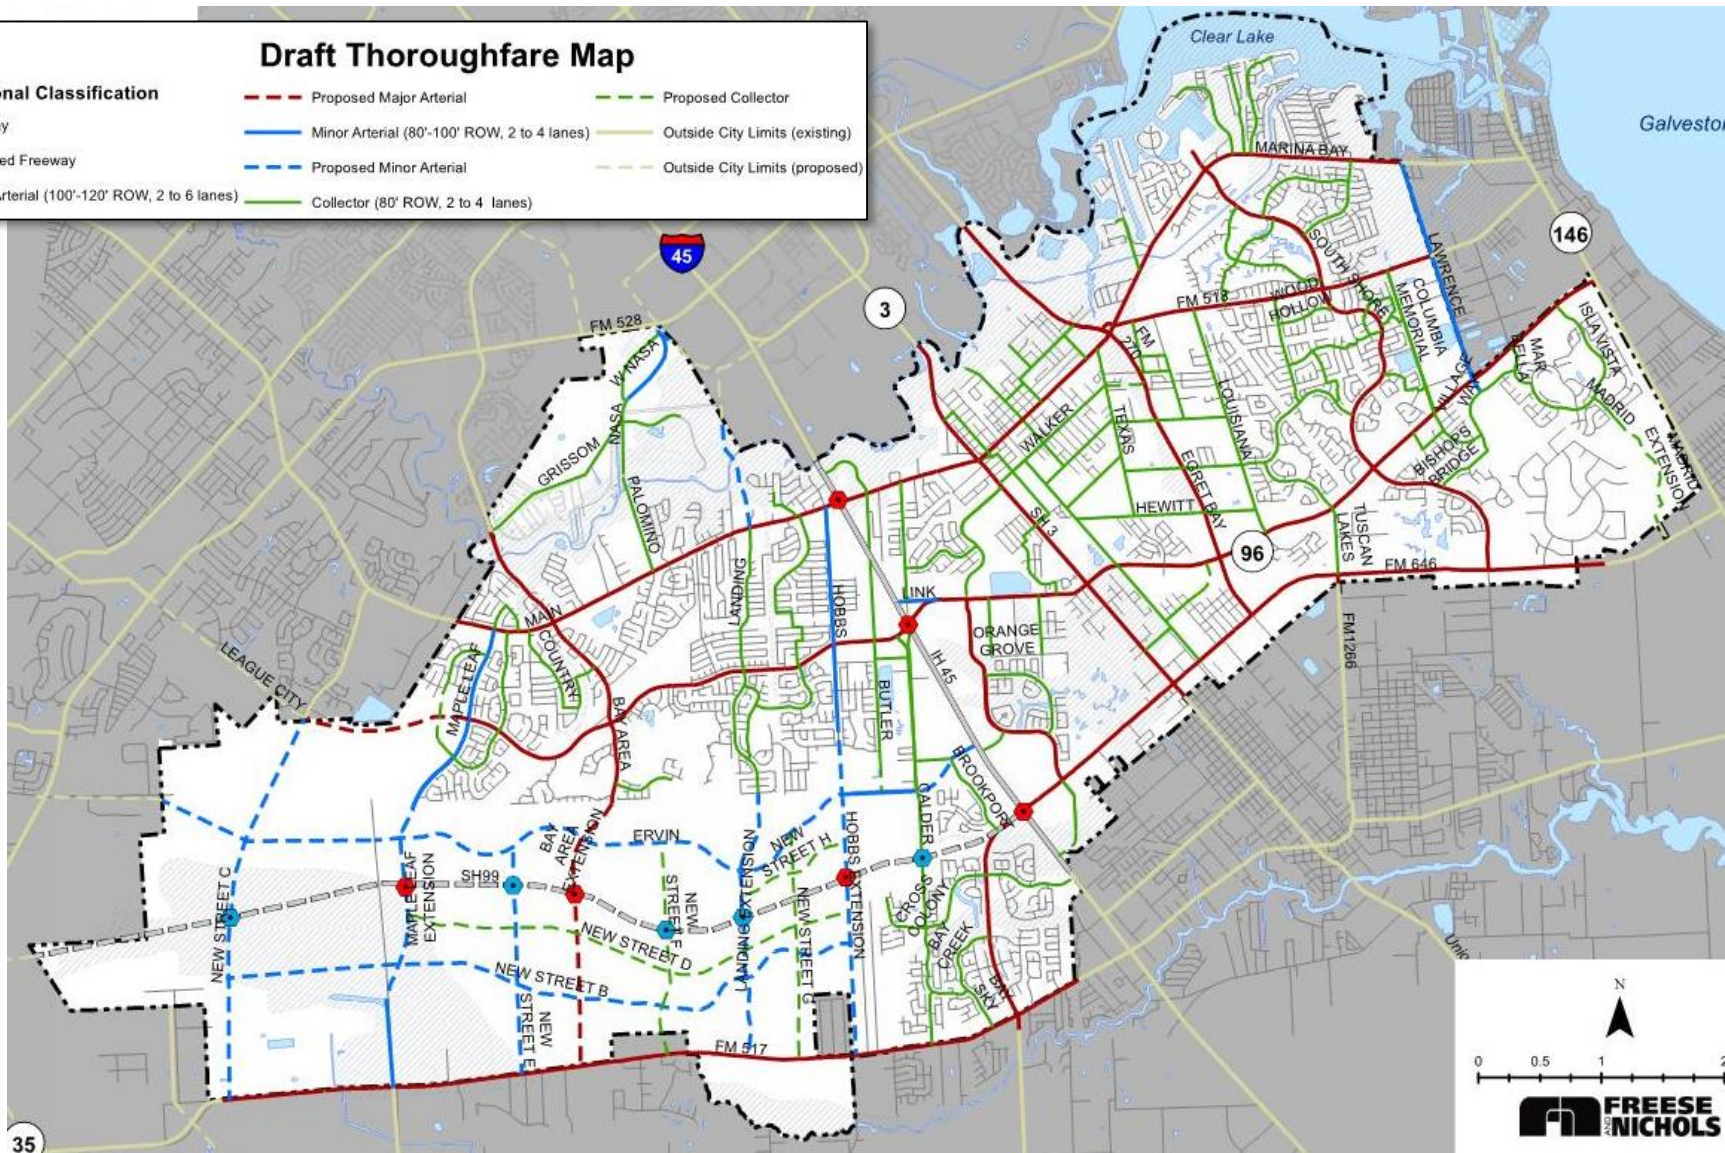 Draft Thoroughfare Map
onal Classification
y
ed Freeway
Arterial (100'-120' ROW, 2 to 6 lanes)
Proposed Major Arterial
Minor Arterial (80'-100' ROW, 2 to 4 lanes)
Proposed Minor Arterial
Collector (80' ROW, 2 to 4 lanes)
Proposed Collector
Outside City Limits (existing)
Outside City Limits (proposed)
Clear Lake
Galveston
MARINA BAY
146
45
3
LAWRENCE
SOUTH SHORE
FM 518
WOOD
HOLLOW
COLUMBIA
MEMORIAL
ISLA VISTA
FM 528
W NASA
FM
270
MAR
BELLA
MADRID
NASA
VILLAGE
WAY
LOUISIANA
WALKER
TEXAS
GRISSOM
BISHOPS
BRIDGE
MADRID
EXTENSION
EXTENSION
EGRET BAY
PALOMINO
HEWITT
SH 3
TUSCAN
LAKES
96
FM 646
LANDING
HOBBS
LINK
MAIN
COUNTRY
ORANGE
GROVE
FM1266
LEAGUE CITY
MAPLE LEAF
IH 45
BUTLER
BAY AREA
BROOKPORT
CALDER
ERVIN
BAY
AREA
EXTENSION
NEW
STREET H
HOBBS EXTENSION
LANDING EXTENSION
MAPLE LEAF
EXTENSION
SH99
NEW STREET C
NEW
STREET F
NEW STREET G
CROSS
COLONY
BAY
CREEK
NEW STREET D
NEW STREET B
BAY
SKY
NEW
STREET E
FM 517
Union
N
0 0.5 1 2
FREESE
AND
NICHOLS
35